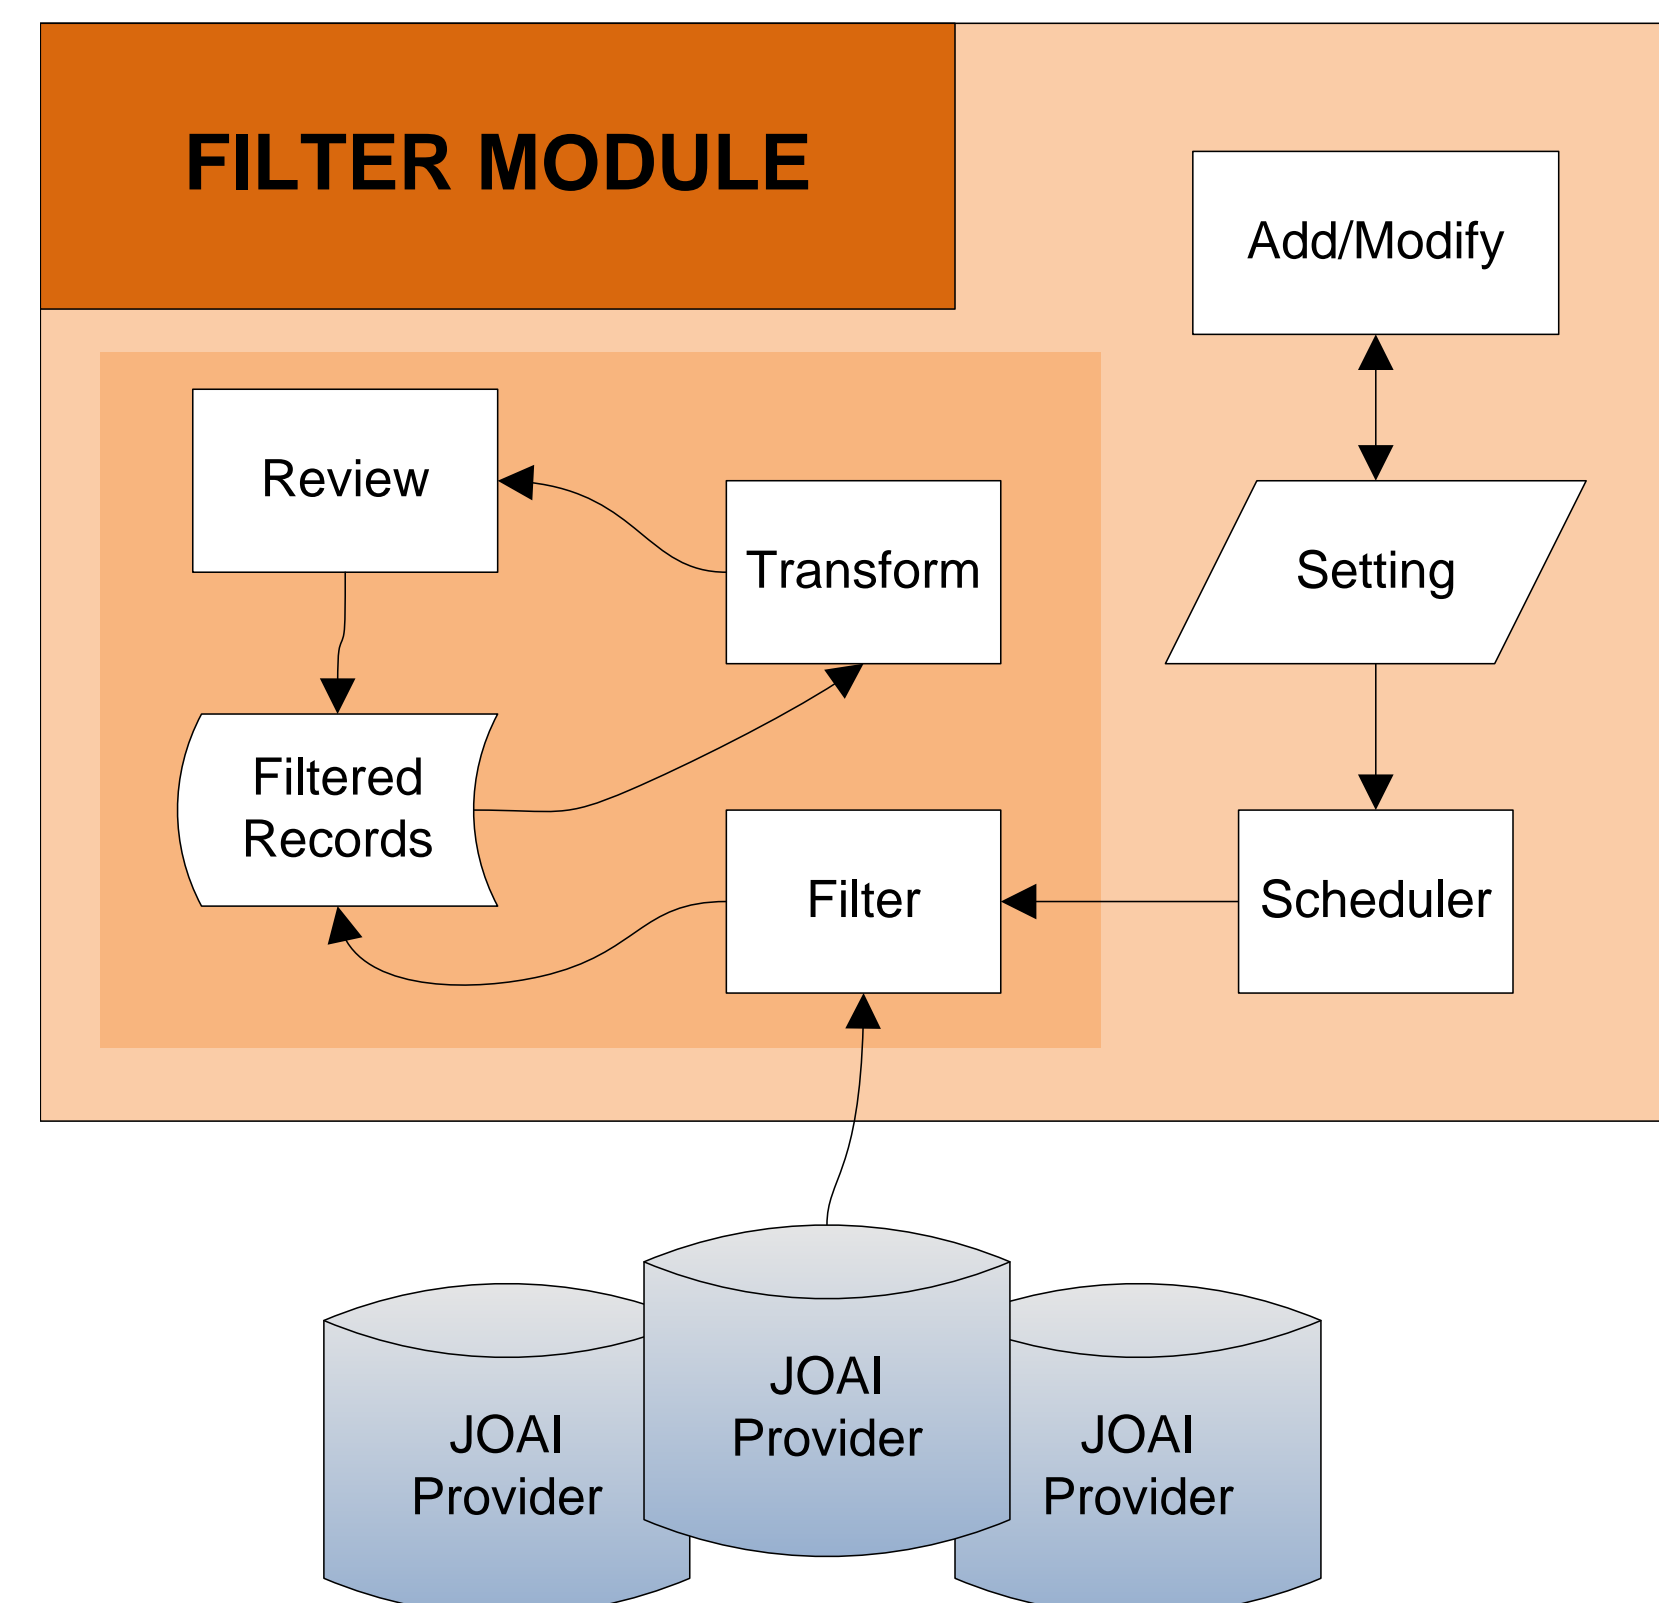 FILTER MODULE
Add/Modify
Review
Transform
Setting
Filtered
Records
Filter
Scheduler
JOAI
Provider
JOAI
Provider
JOAI
Provider